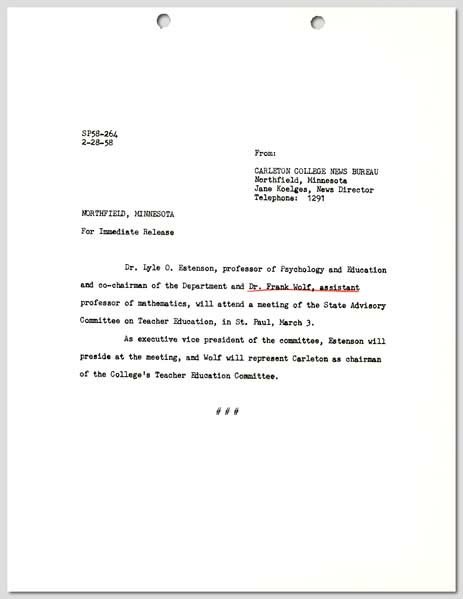 SP58-264
2-28-58
From:
CARLETON COLLEGE NEWS BUREAU
Northfield, Minnesota
Jane Koelges, News Director
Telephone: 1291
NORTHFIELD, MINNESOTA
For Immediate Release
Dr. Lyle O. Estenson, professor of Psychology and Education
and co-chairman of the Department and Dr. Frank Wolf, assistant
professor of mathematics, will attend a meeting of the State Advisory
Committee on Teacher Education, in St. Paul, March 3.
As executive vice president of the committee, Estenson will
preside at the meeting, and Wolf will represent Carleton as chairman
of the College's Teacher Education Committee.
# # #